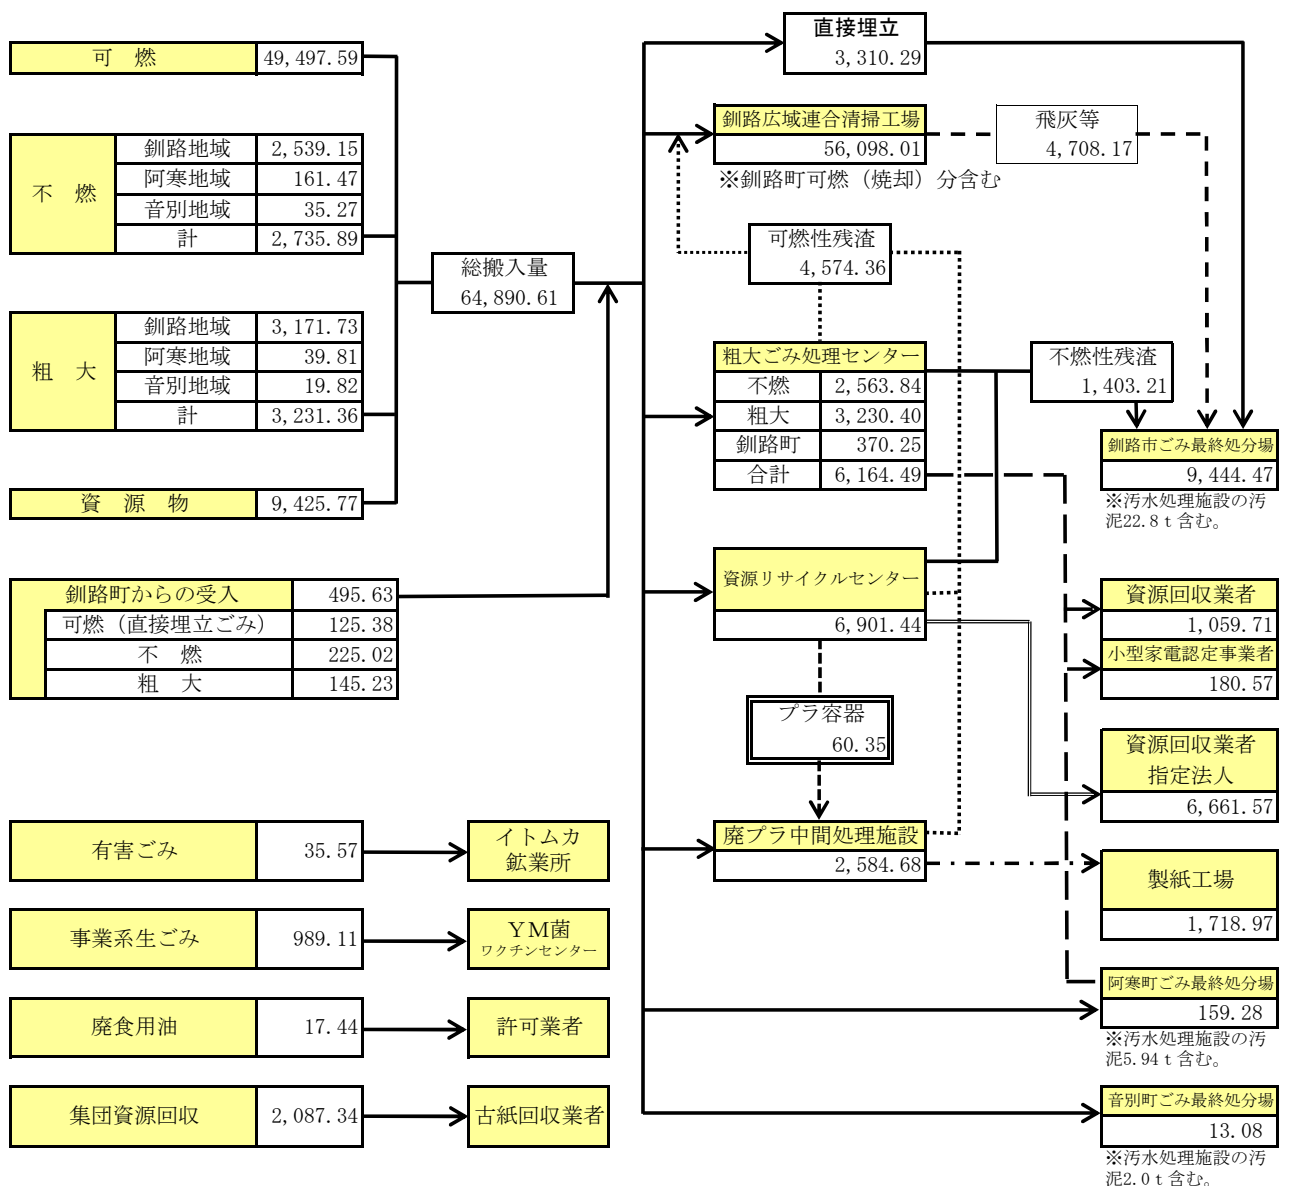 可　燃 49,497.59
不　燃
釧路地域 2,539.15
阿寒地域 161.47
音別地域 35.27
計 2,735.89
粗　大
釧路地域 3,171.73
阿寒地域 39.81
音別地域 19.82
計 3,231.36
資　源　物 9,425.77
釧路町からの受入 495.63
可燃（直接埋立ごみ） 125.38
不　燃 225.02
粗　大 145.23
総搬入量
64,890.61
有害ごみ 35.57
イトムカ
鉱業所
事業系生ごみ 989.11
ＹＭ菌
ワクチンセンター
廃食用油 17.44
許可業者
集団資源回収 2,087.34
古紙回収業者
直接埋立
3,310.29
釧路広域連合清掃工場
56,098.01
※釧路町可燃（焼却）分含む
飛灰等
4,708.17
可燃性残渣
4,574.36
粗大ごみ処理センター
不燃 2,563.84
粗大 3,230.40
釧路町 370.25
合計 6,164.49
不燃性残渣
1,403.21
釧路市ごみ最終処分場
9,444.47
※汚水処理施設の汚
泥22.8ｔ含む。
資源リサイクルセンター
6,901.44
プラ容器
60.35
廃プラ中間処理施設
2,584.68
資源回収業者
1,059.71
小型家電認定事業者
180.57
資源回収業者
指定法人
6,661.57
製紙工場
1,718.97
阿寒町ごみ最終処分場
159.28
※汚水処理施設の汚
泥5.94ｔ含む。
音別町ごみ最終処分場
13.08
※汚水処理施設の汚
泥2.0ｔ含む。